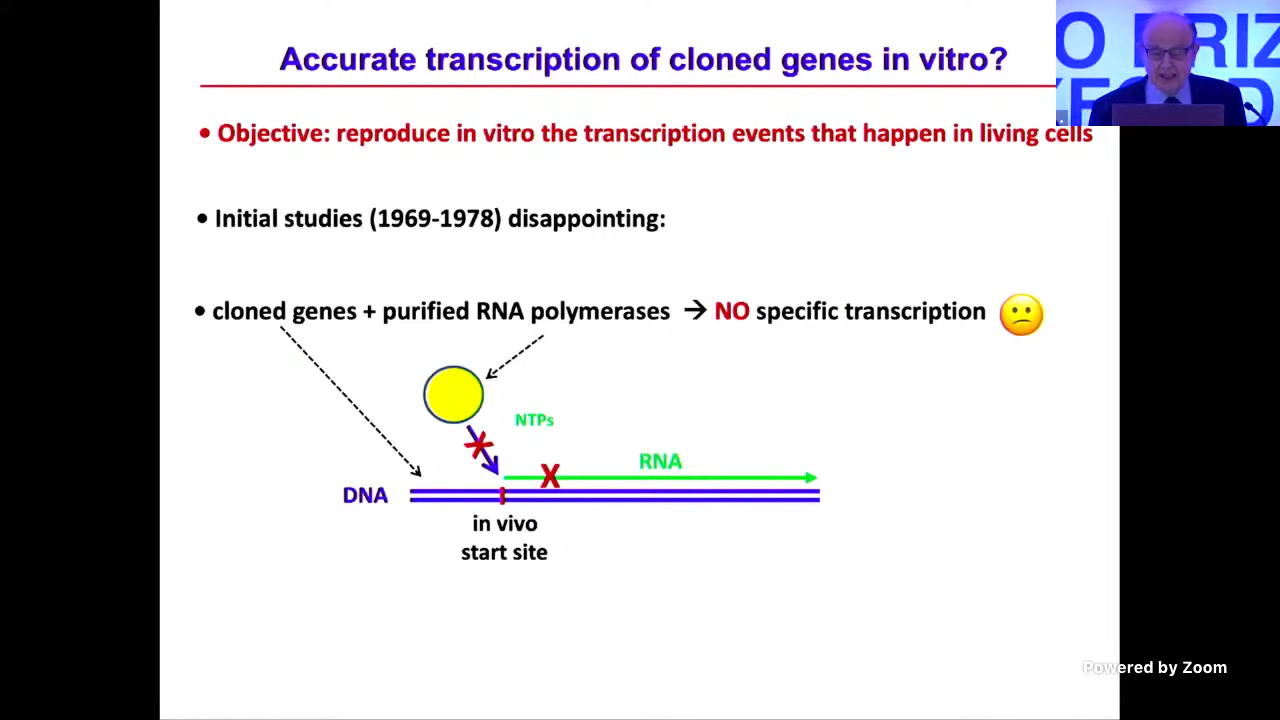 Accurate transcription of cloned genes in vitro?
O PRIZ
• Objective: reproduce in vitro the transcription events that happen in living cells
• Initial studies (1969-1978) disappointing:
• cloned genes + purified RNA polymerases → NO specific transcription
NTPs
X
X
RNA
DNA
in vivo
start site
Powered by Zoom